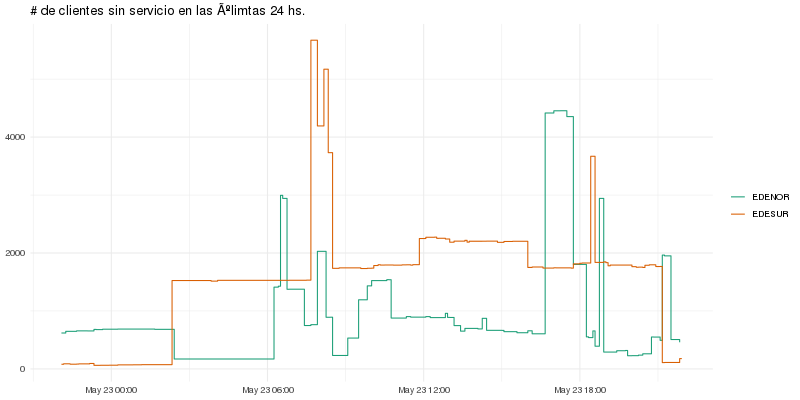 # de clientes sin servicio en las Ãºlimtas 24 hs.
4000
2000
0
May 23 00:00
May 23 06:00
May 23 12:00
May 23 18:00
EDENOR
EDESUR